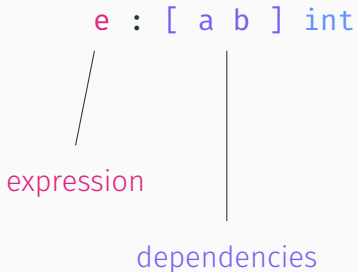 e : [ a b ] int
expression
dependencies